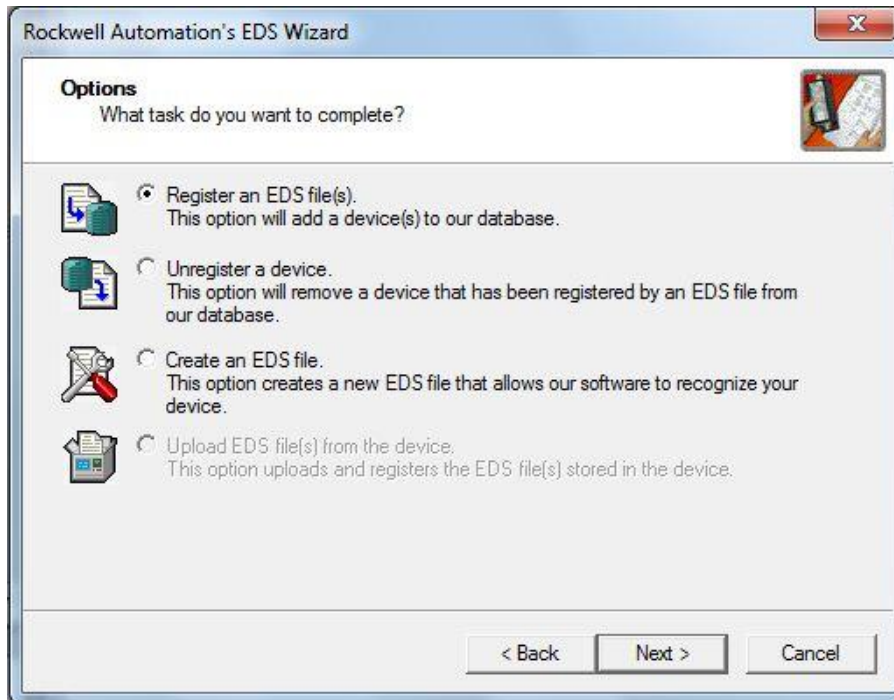 Rockwell Automation's EDS Wizard
Options
What task do you want to complete?
Register an EDS file(s).
This option will add a device(s) to our database.
Unregister a device.
This option will remove a device that has been registered by an EDS file from
our database.
Create an EDS file.
This option creates a new EDS file that allows our software to recognize your
device.
Upload EDS file(s) from the device.
This option uploads and registers the EDS file(s) stored in the device.
< Back
Next >
Cancel